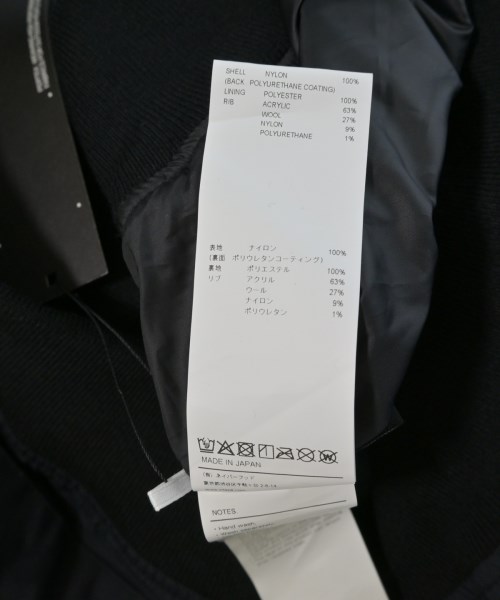 SHELL NYLON 100%
(BACK POLYURETHANE COATING)
LINING POLYESTER 100%
RIB ACRYLIC 63%
WOOL 27%
NYLON 9%
POLYURETHANE 1%
表地 ナイロン 100%
(裏面 ポリウレタンコーティング)
裏地 ポリエステル 100%
リブ アクリル 63%
ウール 27%
ナイロン 9%
ポリウレタン 1%
MADE IN JAPAN
NOTES
Hand wash